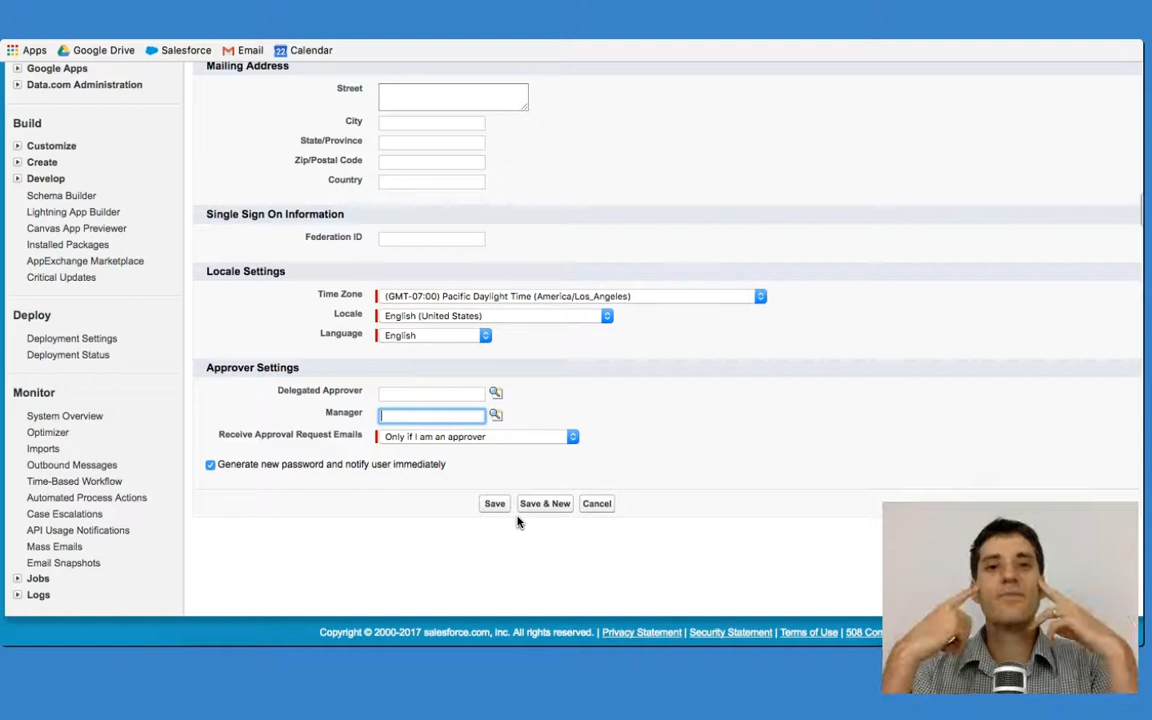 Apps Google Drive Salesforce Email 22 Calendar
Google Apps
Data.com Administration
Build
Customize
Create
Develop
Schema Builder
Lightning App Builder
Canvas App Previewer
Installed Packages
AppExchange Marketplace
Critical Updates
Deploy
Deployment Settings
Deployment Status
Monitor
System Overview
Optimizer
Imports
Outbound Messages
Time-Based Workflow
Automated Process Actions
Case Escalations
API Usage Notifications
Mass Emails
Email Snapshots
Jobs
Logs
Mailing Address
Street
City
State/Province
Zip/Postal Code
Country
Single Sign On Information
Federation ID
Locale Settings
Time Zone (GMT-07:00) Pacific Daylight Time (America/Los_Angeles)
Locale English (United States)
Language English
Approver Settings
Delegated Approver
Manager
Receive Approval Request Emails Only if I am an approver
Generate new password and notify user immediately
Save Save & New Cancel
Copyright © 2000-2017 salesforce.com, inc. All rights reserved. | Privacy Statement | Security Statement | Terms of Use | 508 Com